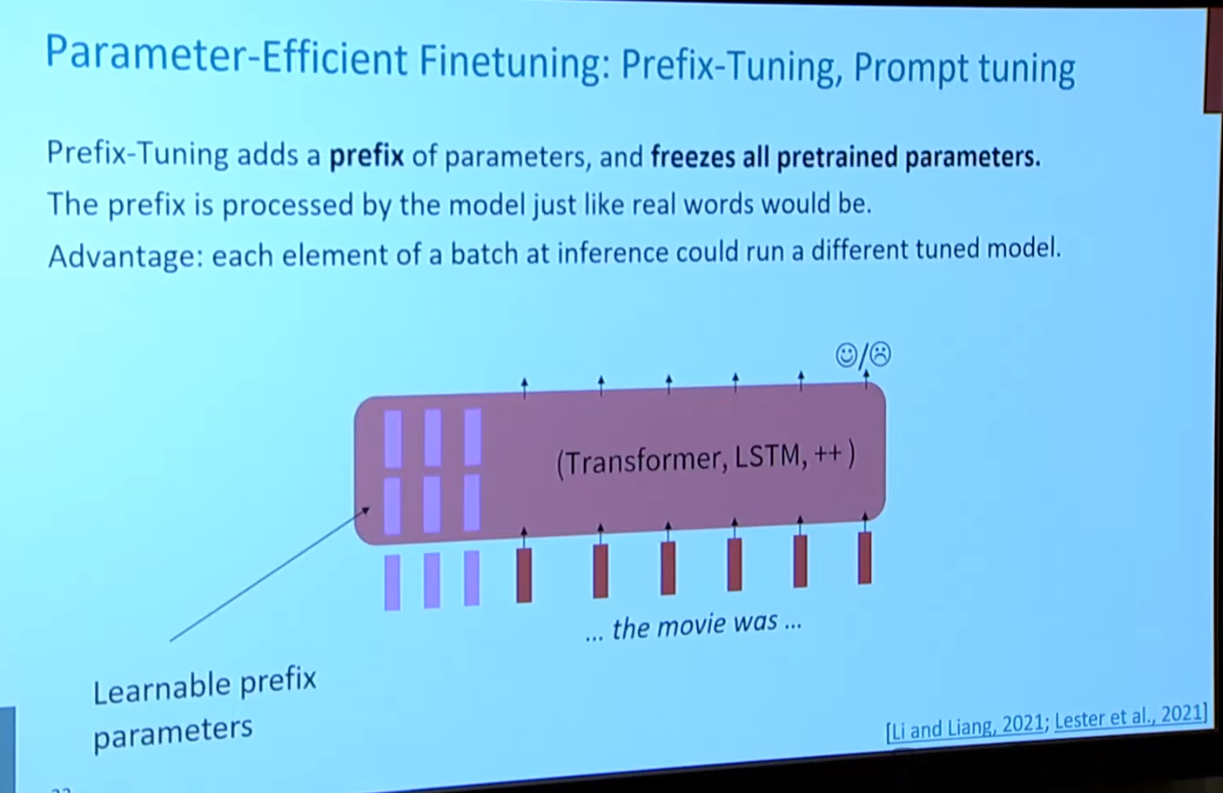 Parameter-Efficient Finetuning: Prefix-Tuning, Prompt tuning
Prefix-Tuning adds a prefix of parameters, and freezes all pretrained parameters.
The prefix is processed by the model just like real words would be.
Advantage: each element of a batch at inference could run a different tuned model.
☺/☹
(Transformer, LSTM, ++ )
... the movie was ...
Learnable prefix
parameters
[Li and Liang, 2021; Lester et al., 2021]